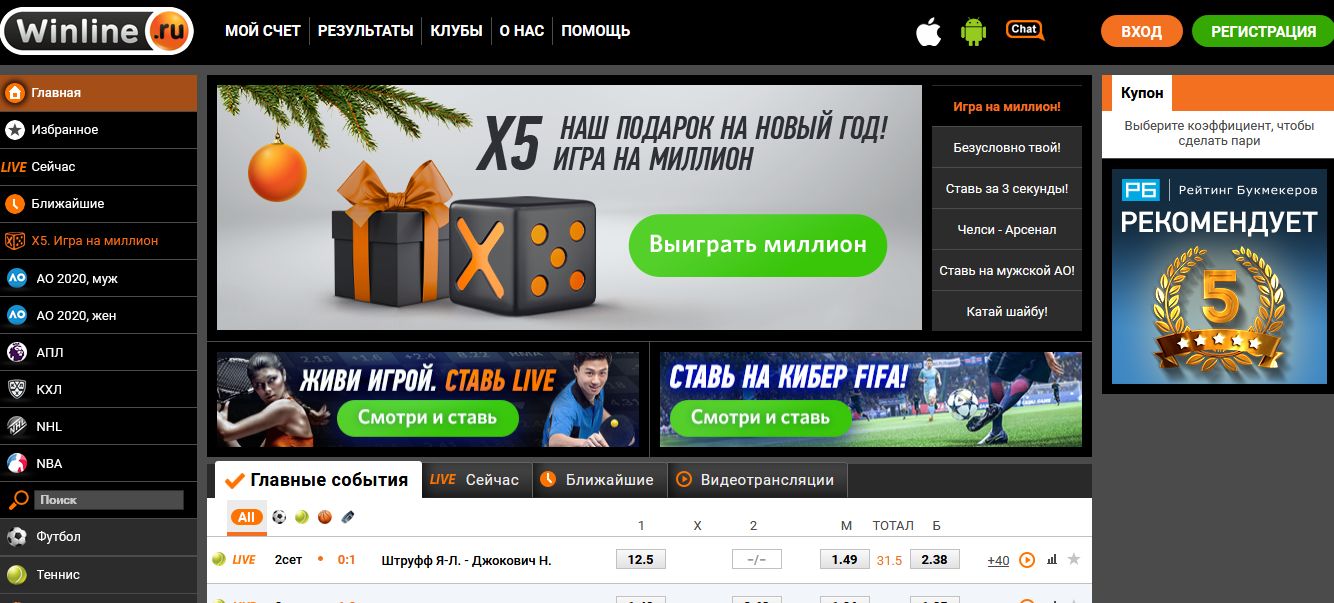 Winline.ru
МОЙ СЧЕТ
РЕЗУЛЬТАТЫ
КЛУБЫ
О НАС
ПОМОЩЬ
Chat
ВХОД
РЕГИСТРАЦИЯ
Главная
Избранное
LIVE Сейчас
Ближайшие
X5. Игра на миллион
AO АО 2020, муж
AO АО 2020, жен
АПЛ
КХЛ
NHL
NBA
Поиск
Футбол
Теннис
X5 НАШ ПОДАРОК НА НОВЫЙ ГОД!
ИГРА НА МИЛЛИОН
X
Выиграть миллион
Игра на миллион!
Безусловно твой!
Ставь за 3 секунды!
Челси - Арсенал
Ставь на мужской АО!
Катай шайбу!
ЖИВИ ИГРОЙ. СТАВЬ LIVE
Смотри и ставь
СТАВЬ НА КИБЕР FIFA!
Смотри и ставь
Главные события
LIVE Сейчас
Ближайшие
Видеотрансляции
All
1 X 2 М ТОТАЛ Б
LIVE 2сет 0:1 Штруфф Я-Л. - Джокович Н. 12.5 -/- 1.49 31.5 2.38 +40
Купон
Выберите коэффициент, чтобы
сделать пари
РБ Рейтинг Букмекеров
РЕКОМЕНДУЕТ
5